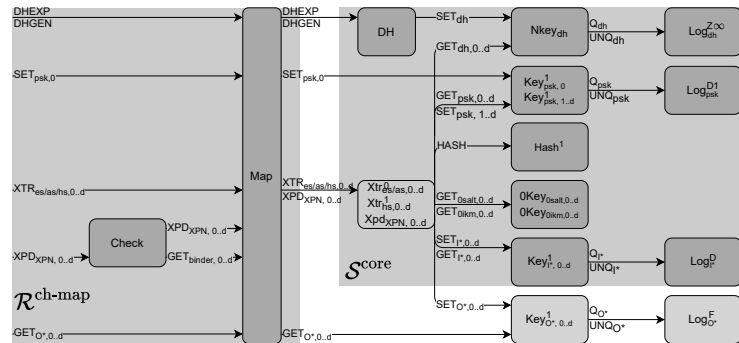 DHEXP
DHGEN
SET_psk,0
XTR_es/as/hs,0..d
XPD_XPN, 0..d
Check
XPD_XPN, 0..d
GET_binder, 0..d
GET_O*,0..d
R^ch-map
Map
DHEXP
DHGEN
SET_psk,0
XTR_es/as/hs,0..d
XPD_XPN, 0..d
GET_O*,0..d
DH
SET_dh
GET_dh,0..d
GET_psk,0..d
SET_psk, 1..d
HASH
Xtr^0_es/as,0..d
Xtr^1_hs,0..d
Xpd_XPN, 0..d
GET_0salt,0..d
GET_0ikm,0..d
SET_I*,0..d
GET_I*,0..d
SET_O*,0..d
S^core
Nkey_dh
Q_dh
UNQ_dh
Log^Z∞_dh
Key^1_psk, 0
Key^1_psk, 1..d
Q_psk
UNQ_psk
Log^D1_psk
Hash^1
0Key_0salt,0..d
0Key_0ikm,0..d
Key^1_I*, 0..d
Q_I*
UNQ_I*
Log^D_I*
Key^1_O*, 0..d
Q_O*
UNQ_O*
Log^F_O*